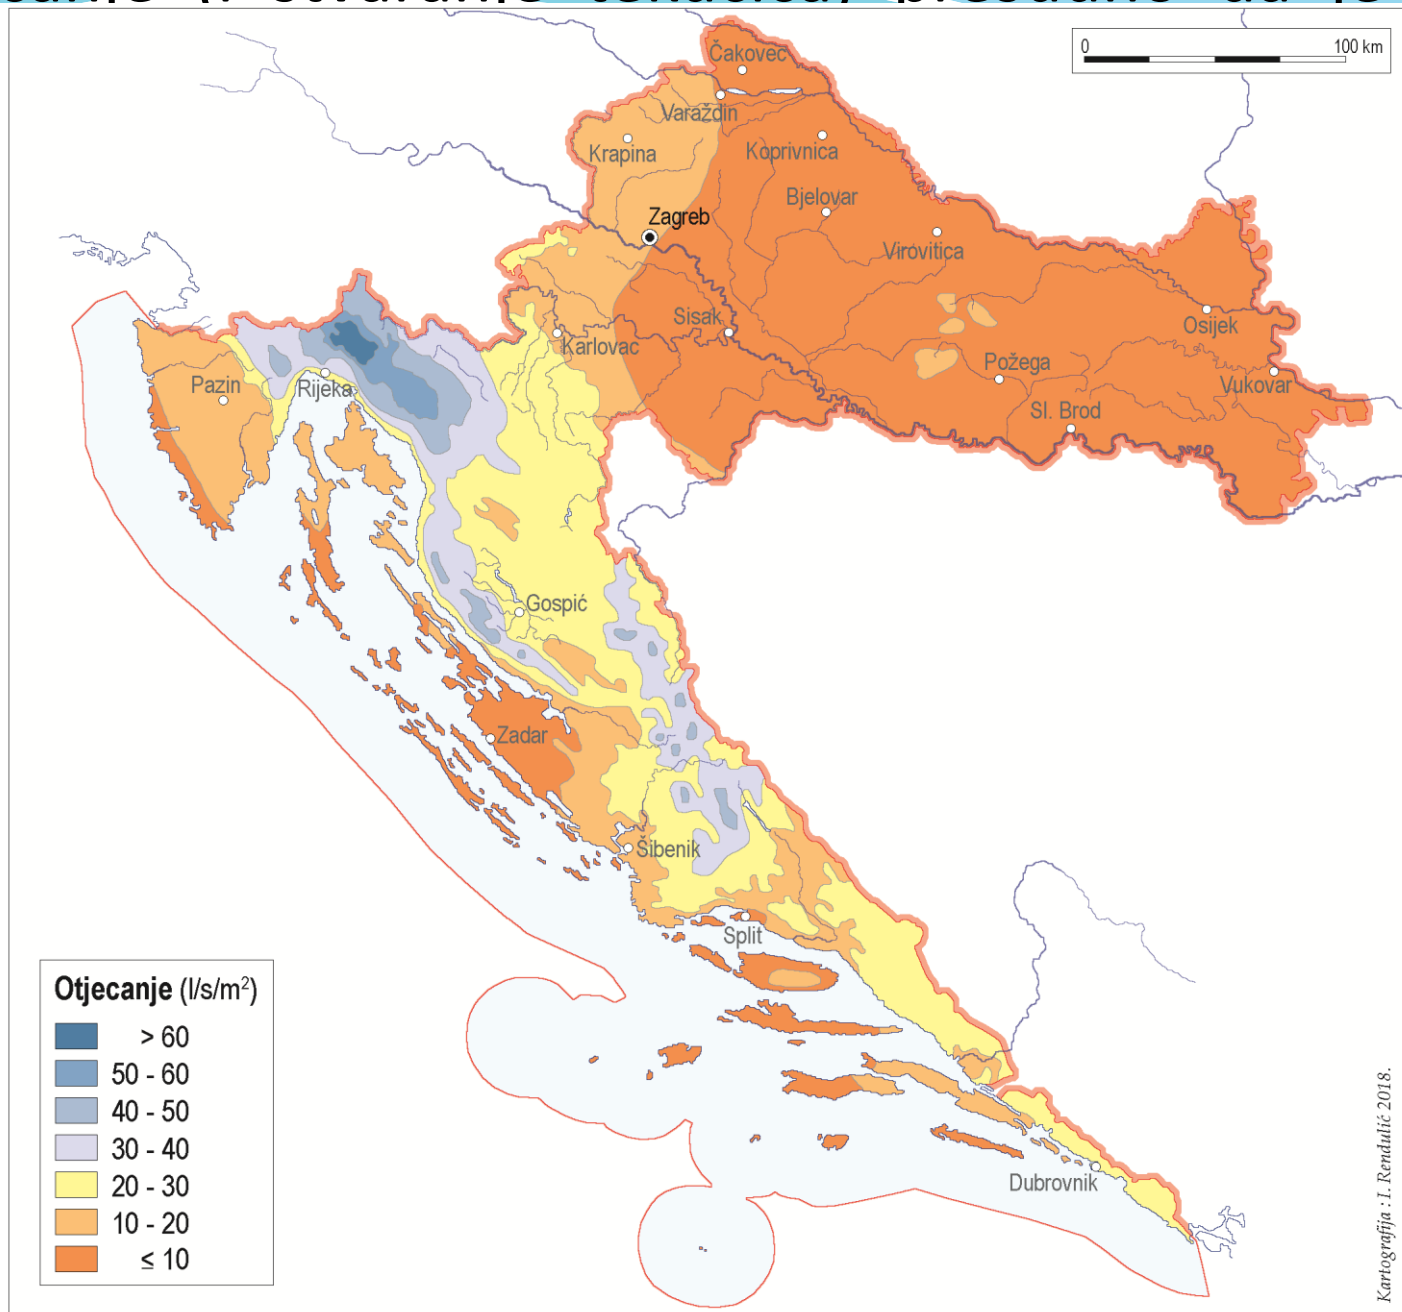 0 100 km
Čakovec
Varaždin
Krapina
Koprivnica
Bjelovar
Zagreb
Virovitica
Sisak
Osijek
Karlovac
Požega
Vukovar
Pazin
Rijeka
Sl. Brod
Gospić
Zadar
Šibenik
Split
Dubrovnik
Otjecanje (l/s/m²)
> 60
50 - 60
40 - 50
30 - 40
20 - 30
10 - 20
≤ 10
Kartografija : I. Rendulić 2018.